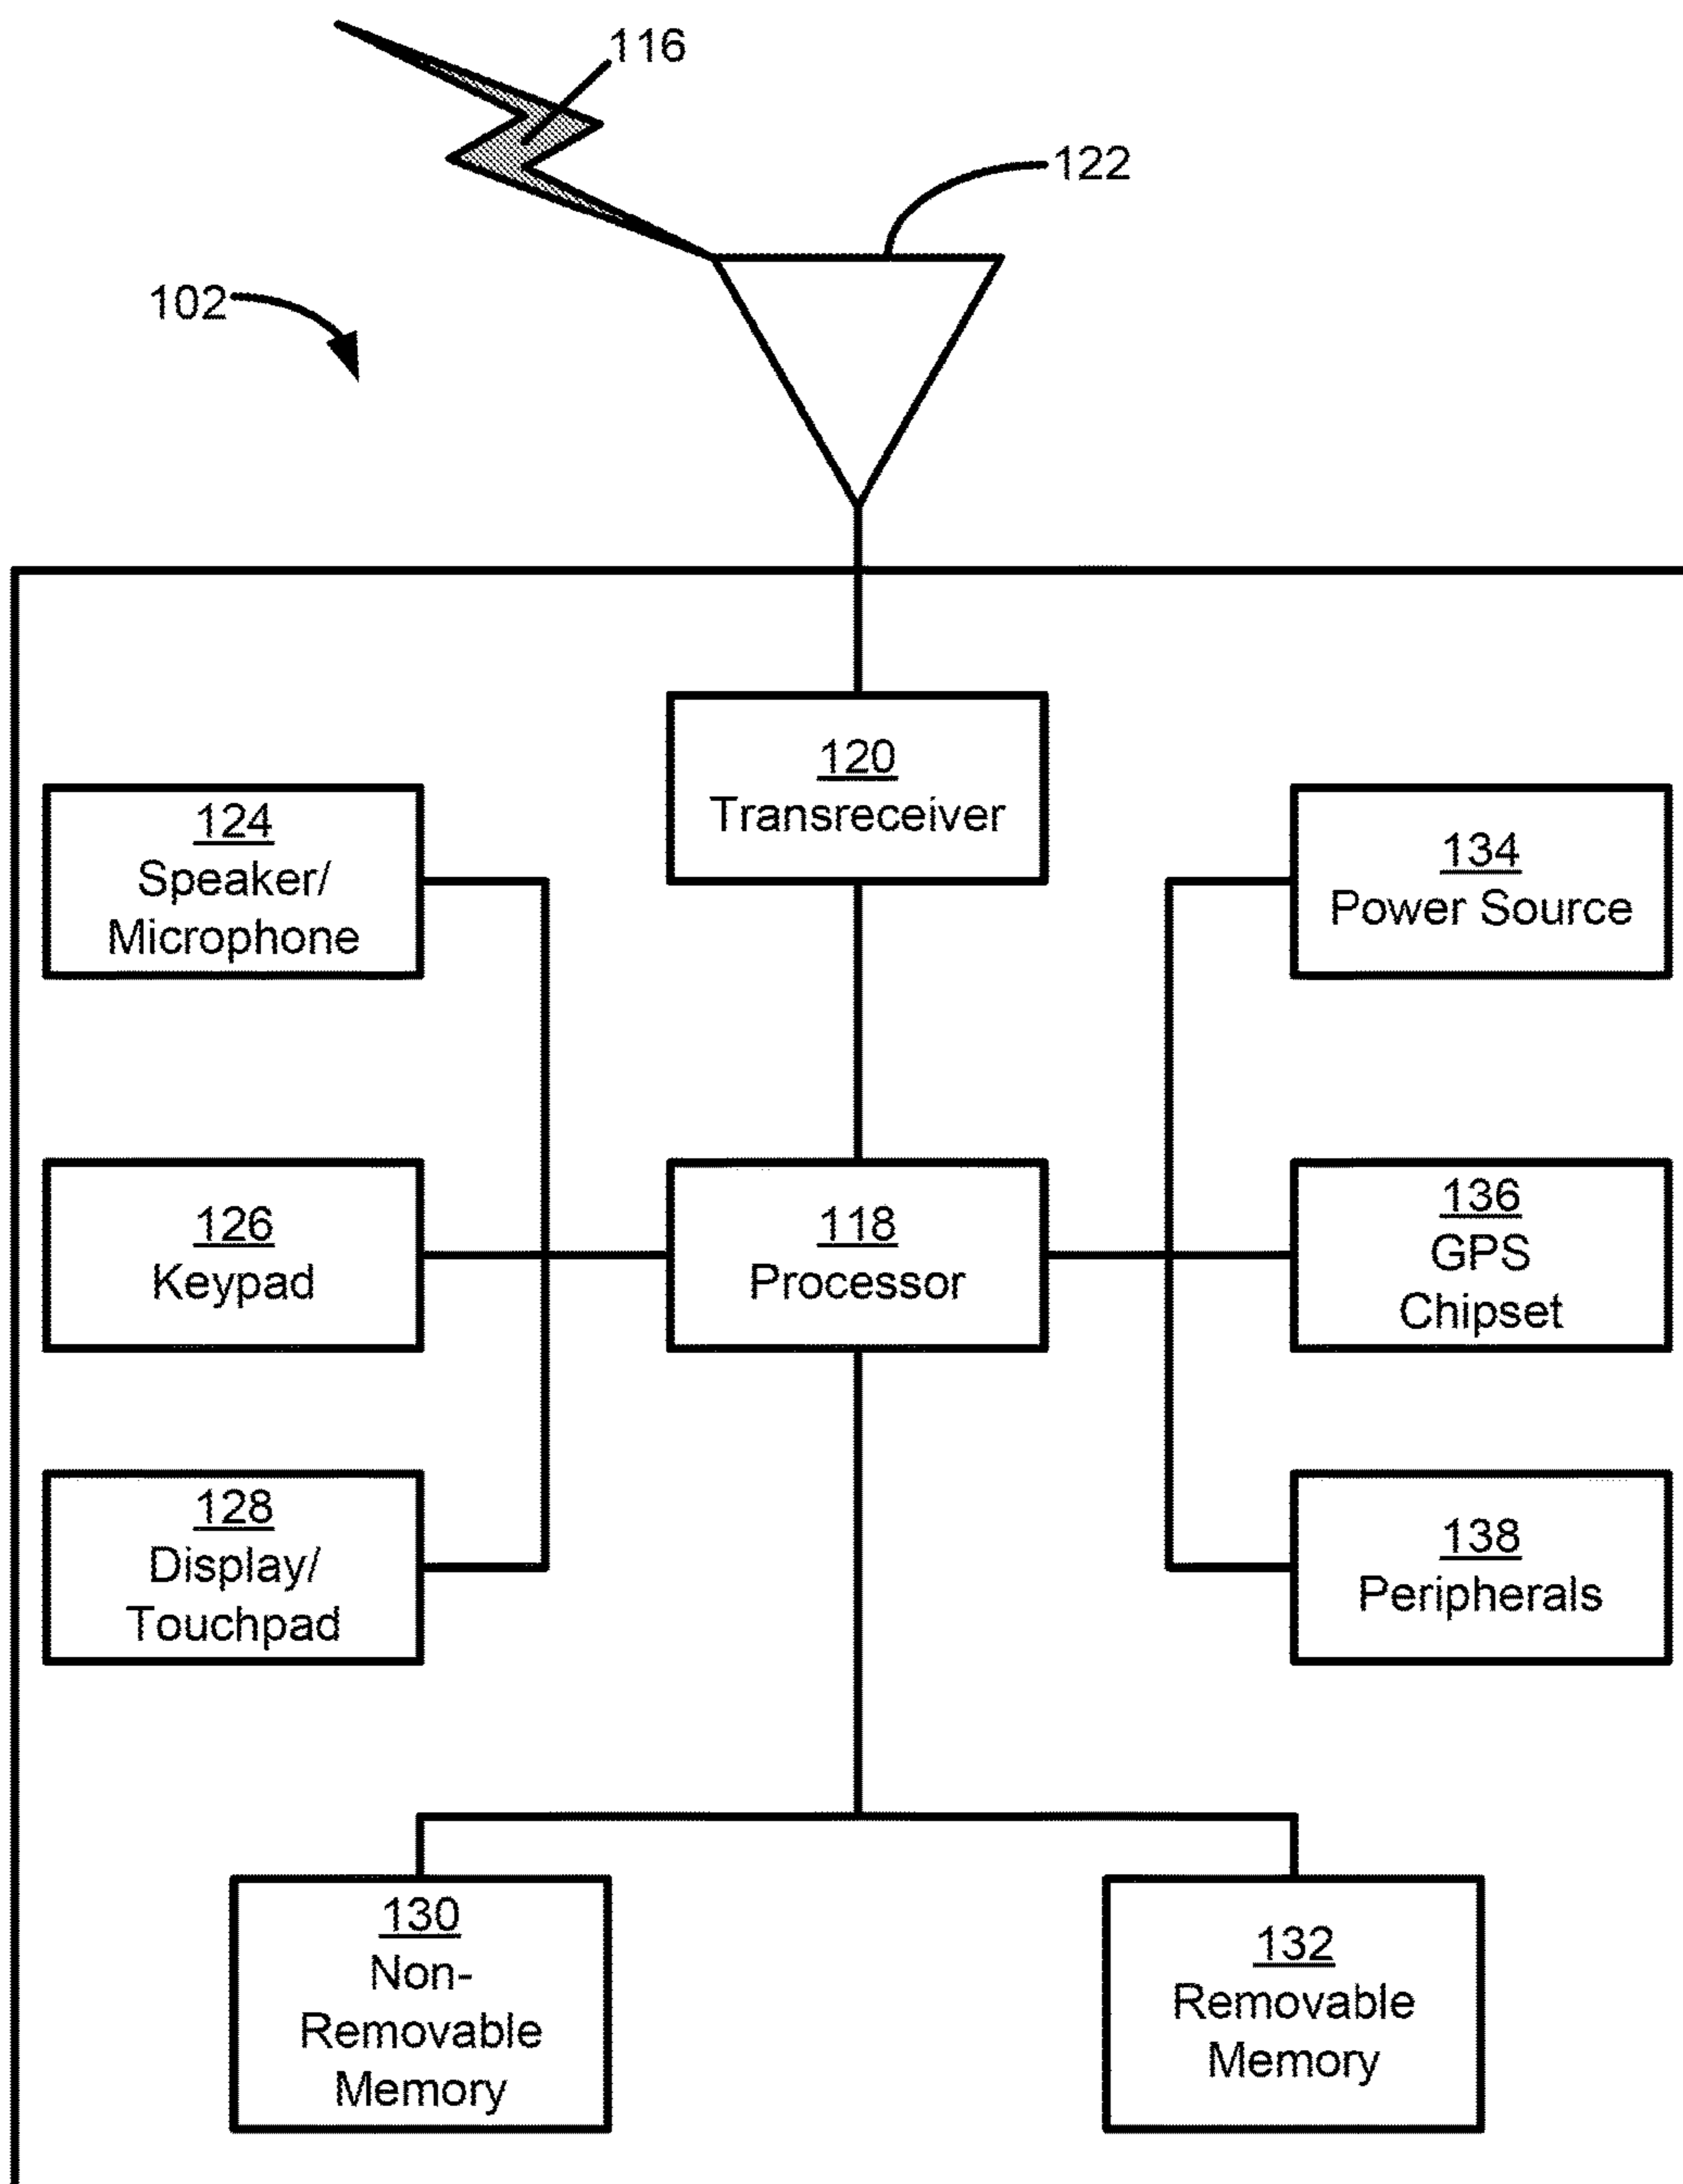 116
122
102
120
Transreceiver
124
Speaker/
Microphone
134
Power Source
126
Keypad
118
Processor
136
GPS
Chipset
128
Display/
Touchpad
138
Peripherals
130
Non-
Removable
Memory
132
Removable
Memory